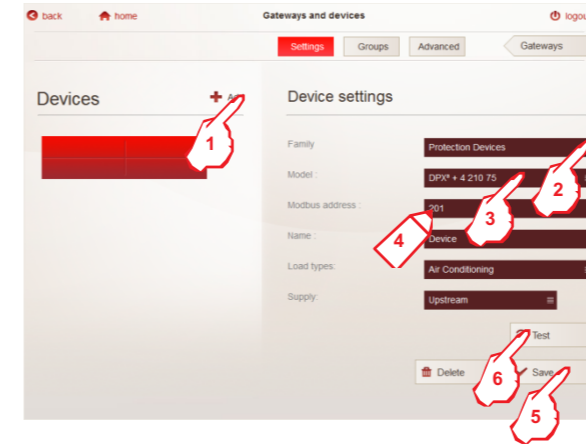 back home Gateways and devices logou
Settings Groups Advanced Gateways
Devices Device settings
1
Family Protection Devices
2
Model : DPX³ + 4 210 75
3
Modbus address : 201
4
Name : Device
Load types: Air Conditioning
Supply: Upstream
Test
Delete 6 Save
5